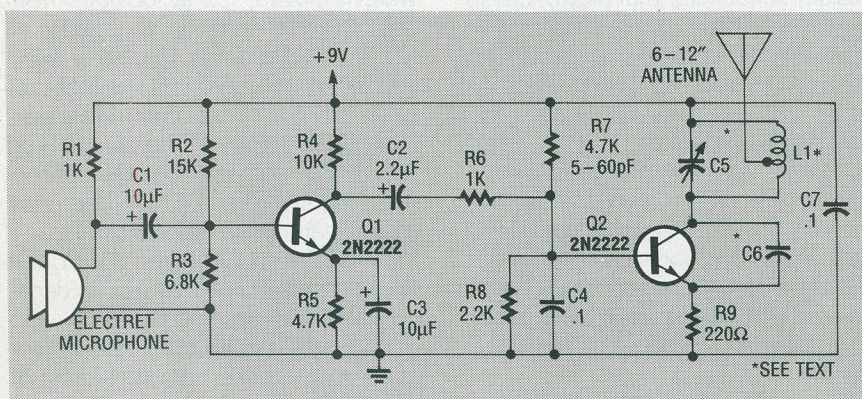 +9V
6–12″
ANTENNA
R1
1K
C1
10µF
+
R2
15K
R3
6.8K
R4
10K
C2
2.2µF
+
R6
1K
R7
4.7K
5–60pF
*
C5
L1*
C7
.1
Q1
2N2222
Q2
2N2222
*
C6
R5
4.7K
+
C3
10µF
R8
2.2K
C4
.1
R9
220Ω
ELECTRET
MICROPHONE
*SEE TEXT